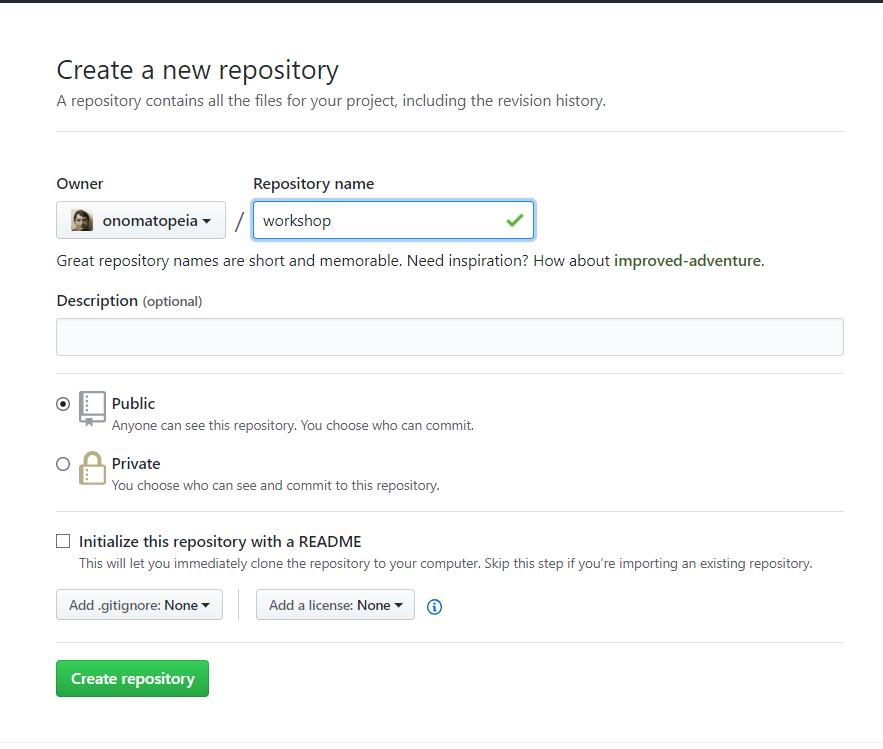 Create a new repository
A repository contains all the files for your project, including the revision history.
Owner
Repository name
onomatopeia / workshop
Great repository names are short and memorable. Need inspiration? How about improved-adventure.
Description (optional)
Public
Anyone can see this repository. You choose who can commit.
Private
You choose who can see and commit to this repository.
Initialize this repository with a README
This will let you immediately clone the repository to your computer. Skip this step if you’re importing an existing repository.
Add .gitignore: None
Add a license: None
Create repository